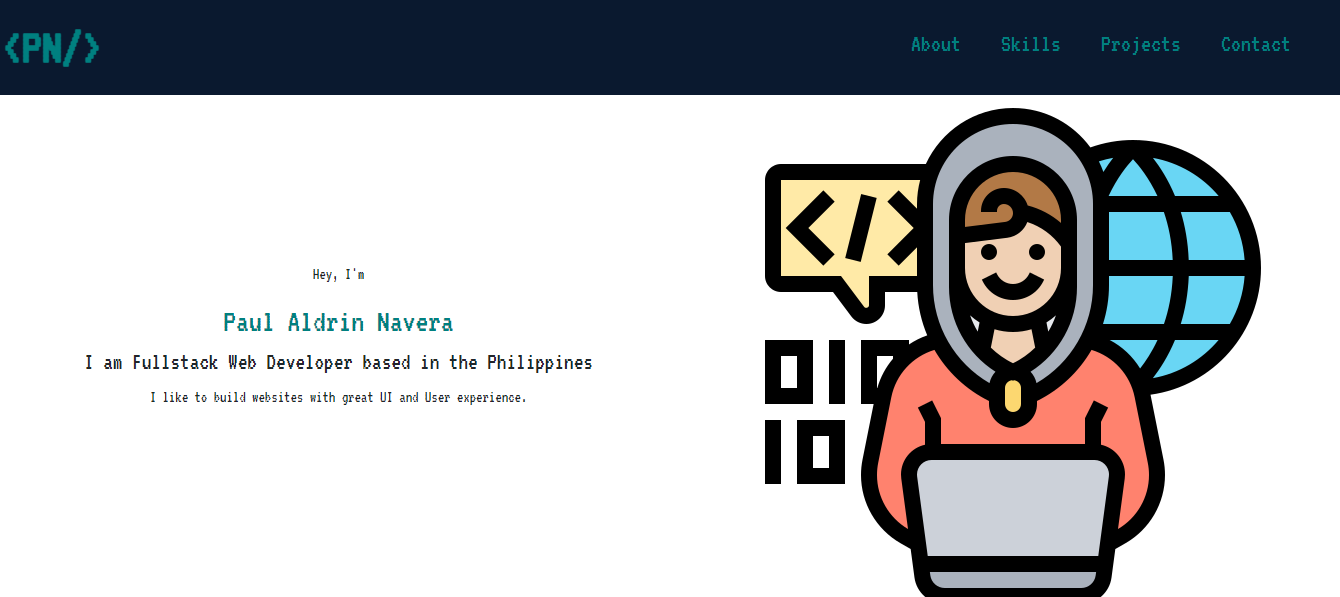 <PN/>
About Skills Projects Contact
Hey, I'm
Paul Aldrin Navera
I am Fullstack Web Developer based in the Philippines
I like to build websites with great UI and User experience.
</>
010
10